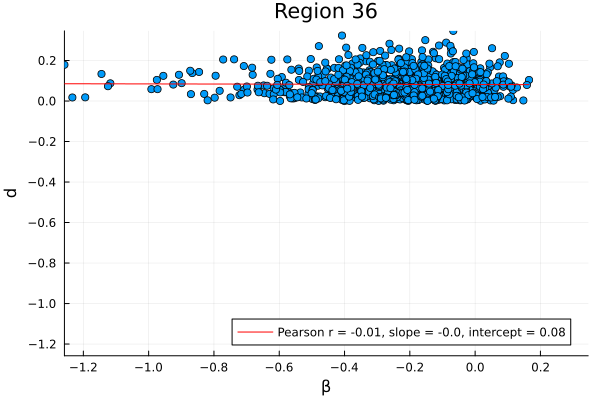 Region 36
d
0.2
0.0
−0.2
−0.4
−0.6
−0.8
−1.0
−1.2
Pearson r = -0.01, slope = -0.0, intercept = 0.08
−1.2 −1.0 −0.8 −0.6 −0.4 −0.2 0.0 0.2
β